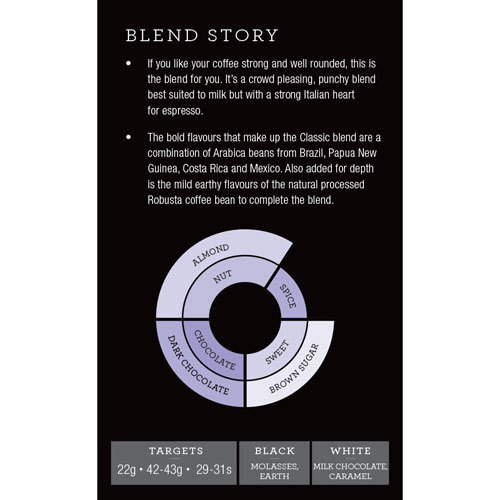 BLEND STORY
• If you like your coffee strong and well rounded, this is
the blend for you. It's a crowd pleasing, punchy blend
best suited to milk but with a strong Italian heart
for espresso.
• The bold flavours that make up the Classic blend are a
combination of Arabica beans from Brazil, Papua New
Guinea, Costa Rica and Mexico. Also added for depth
is the mild earthy flavours of the natural processed
Robusta coffee bean to complete the blend.
ALMOND
NUT
SPICE
DARK CHOCOLATE
CHOCOLATE
SWEET
BROWN SUGAR
TARGETS
22g • 42-43g • 29-31s
BLACK
MOLASSES,
EARTH
WHITE
MILK CHOCOLATE,
CARAMEL